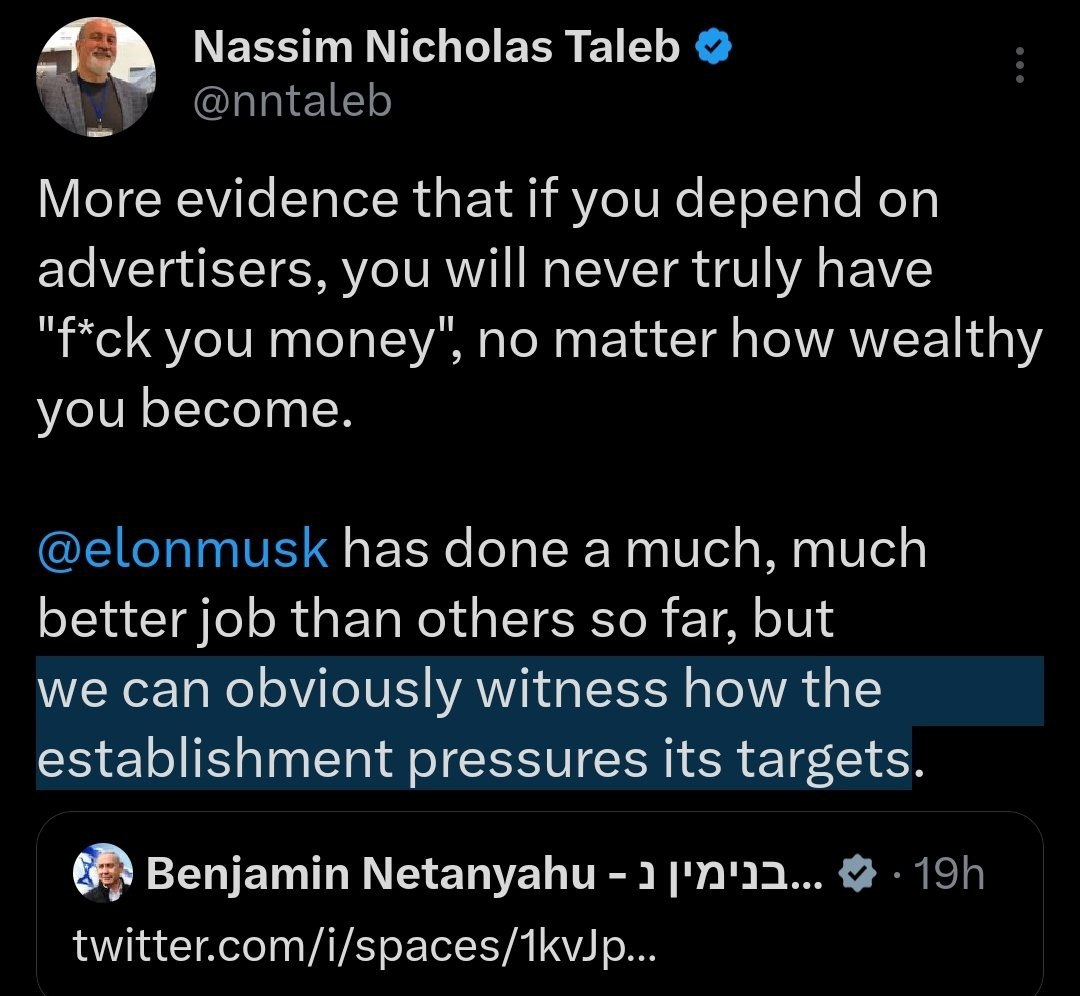 Nassim Nicholas Taleb
@nntaleb
More evidence that if you depend on
advertisers, you will never truly have
"f*ck you money", no matter how wealthy
you become.
@elonmusk has done a much, much
better job than others so far, but
we can obviously witness how the
establishment pressures its targets.
Benjamin Netanyahu - בנימין נ... · 19h
twitter.com/i/spaces/1kvJp...